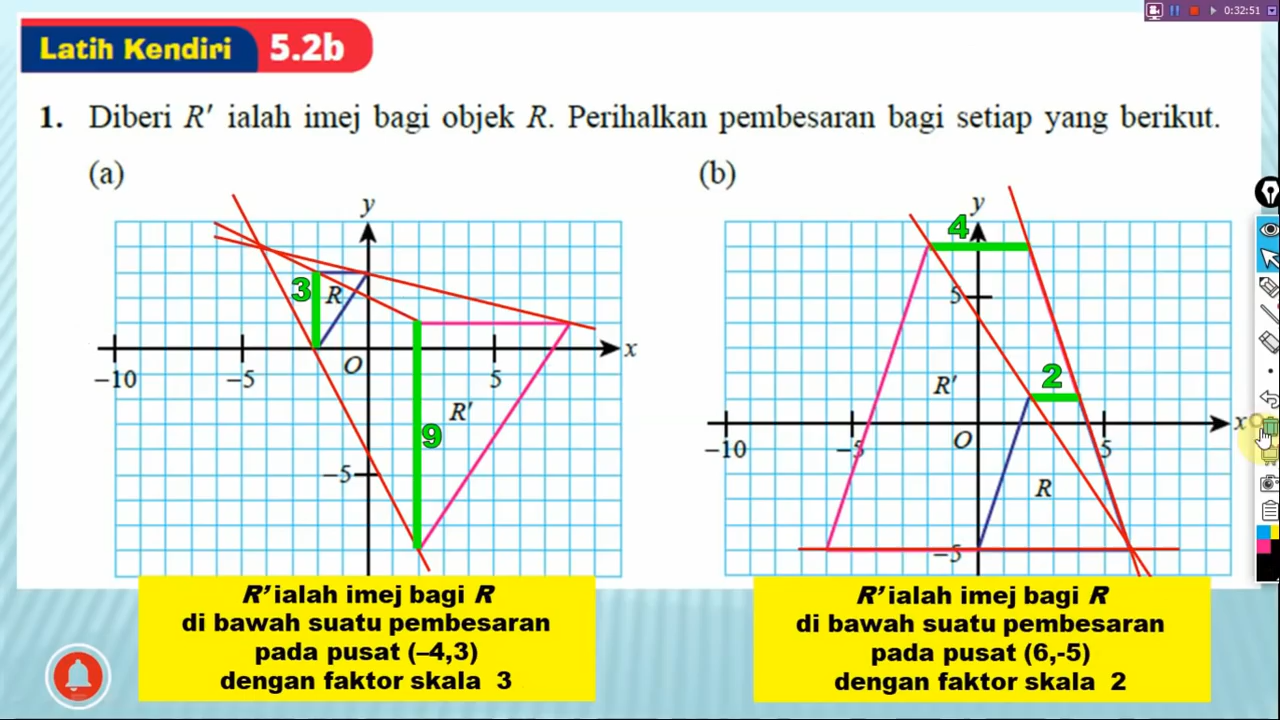 0:32:51
Latih Kendiri 5.2b
1. Diberi R′ ialah imej bagi objek R. Perihalkan pembesaran bagi setiap yang berikut.
(a)
y
3
R
−10
−5
O
5
x
R′
9
−5
(b)
y
4
5
R′
2
−10
−5
O
5
x
R
−5
R’ialah imej bagi R
di bawah suatu pembesaran
pada pusat (–4,3)
dengan faktor skala 3
R’ialah imej bagi R
di bawah suatu pembesaran
pada pusat (6,-5)
dengan faktor skala 2